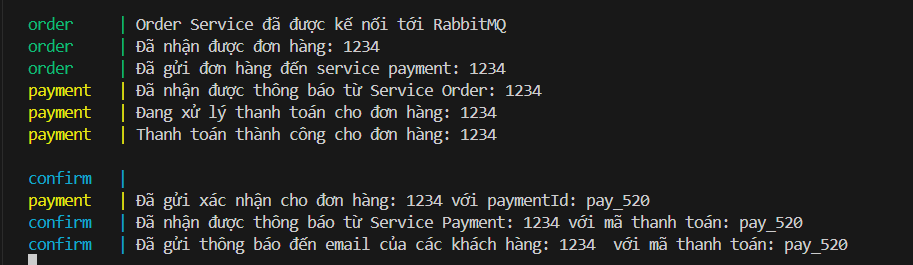 order    | Order Service đã được kế nối tới RabbitMQ
order    | Đã nhận được đơn hàng: 1234
order    | Đã gửi đơn hàng đến service payment: 1234
payment  | Đã nhận được thông báo từ Service Order: 1234
payment  | Đang xử lý thanh toán cho đơn hàng: 1234
payment  | Thanh toán thành công cho đơn hàng: 1234
confirm  |
payment  | Đã gửi xác nhận cho đơn hàng: 1234 với paymentId: pay_520
confirm  | Đã nhận được thông báo từ Service Payment: 1234 với mã thanh toán: pay_520
confirm  | Đã gửi thông báo đến email của các khách hàng: 1234  với mã thanh toán: pay_520